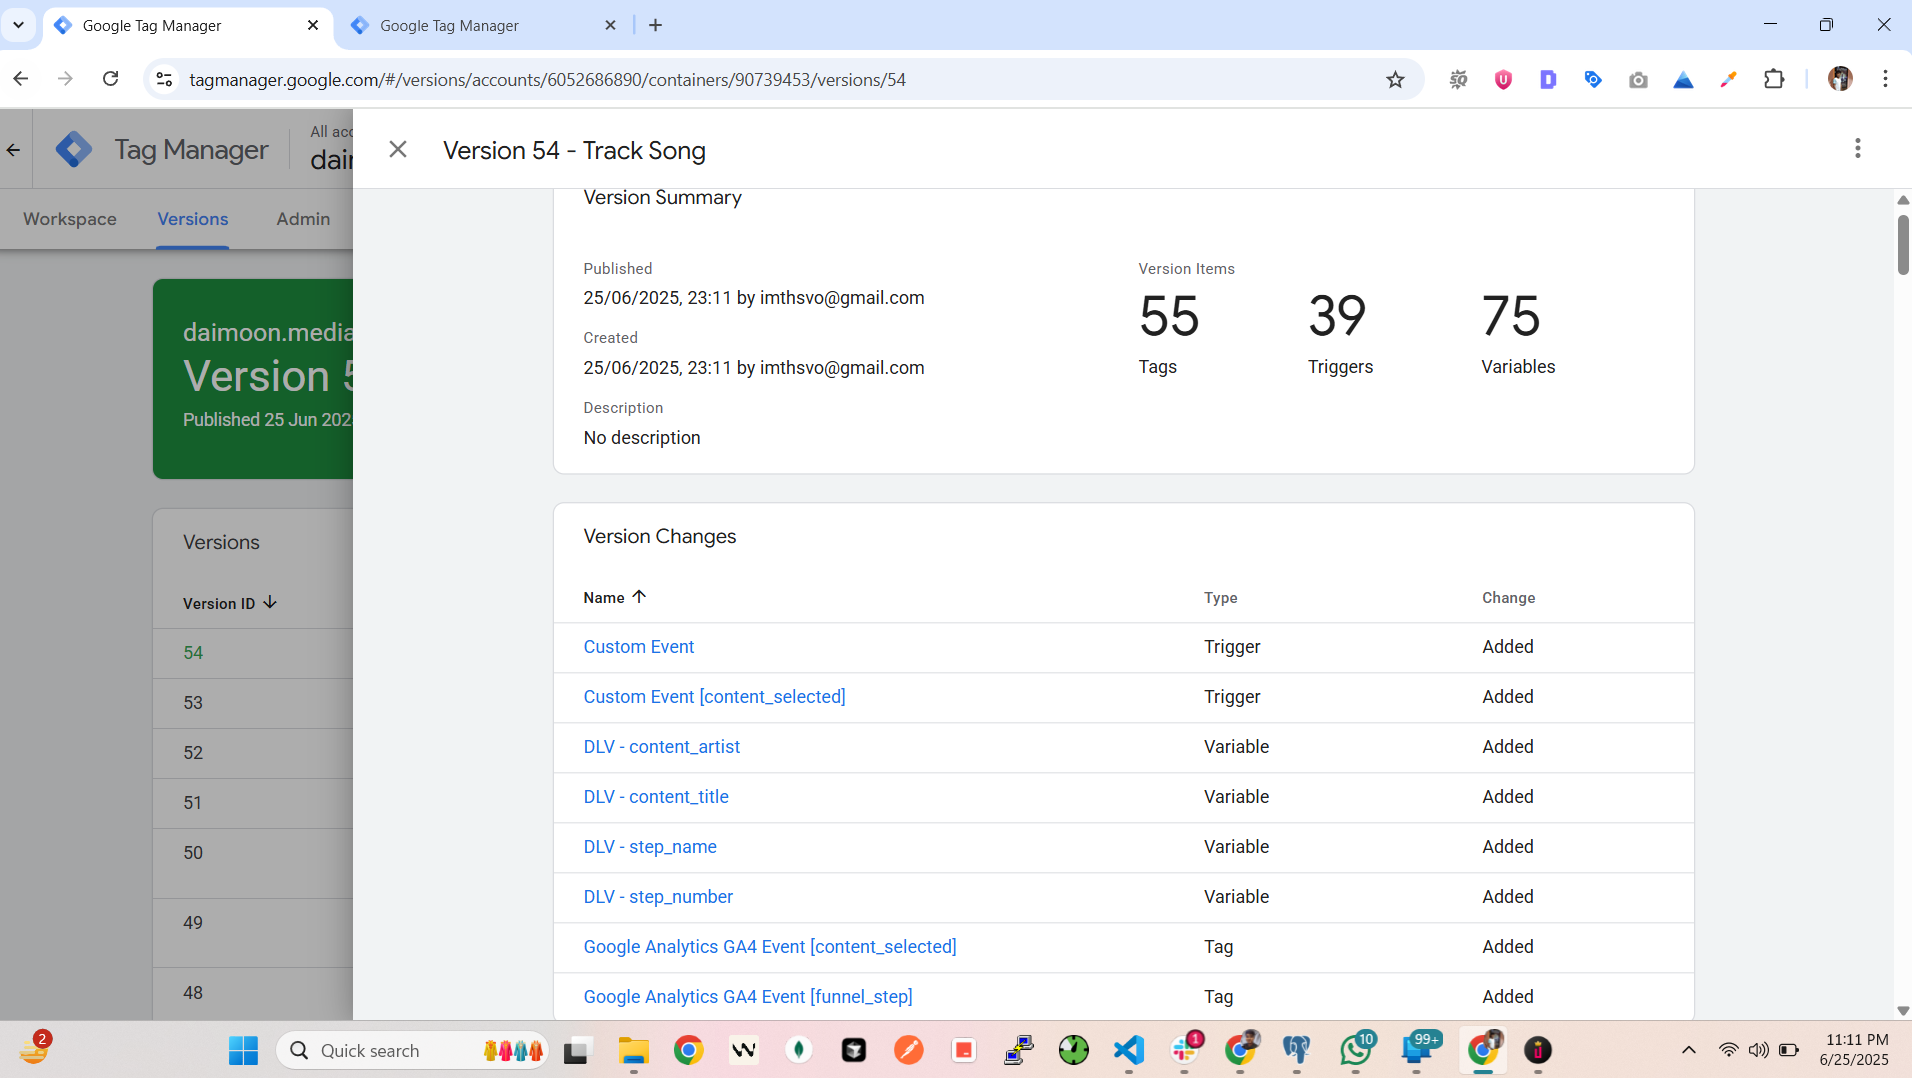 Google Tag Manager
Google Tag Manager
tagmanager.google.com/#/versions/accounts/6052686890/containers/90739453/versions/54
Tag Manager
All acc
dair
Workspace
Versions
Admin
daimoon.media
Version 5
Published 25 Jun 202
Versions
Version ID
54
53
52
51
50
49
48
Version 54 - Track Song
Version Summary
Published
25/06/2025, 23:11 by imthsvo@gmail.com
Created
25/06/2025, 23:11 by imthsvo@gmail.com
Description
No description
Version Items
55 39 75
Tags Triggers Variables
Version Changes
Name Type Change
Custom Event Trigger Added
Custom Event [content_selected] Trigger Added
DLV - content_artist Variable Added
DLV - content_title Variable Added
DLV - step_name Variable Added
DLV - step_number Variable Added
Google Analytics GA4 Event [content_selected] Tag Added
Google Analytics GA4 Event [funnel_step] Tag Added
2
Quick search
1
10
99+
11:11 PM
6/25/2025